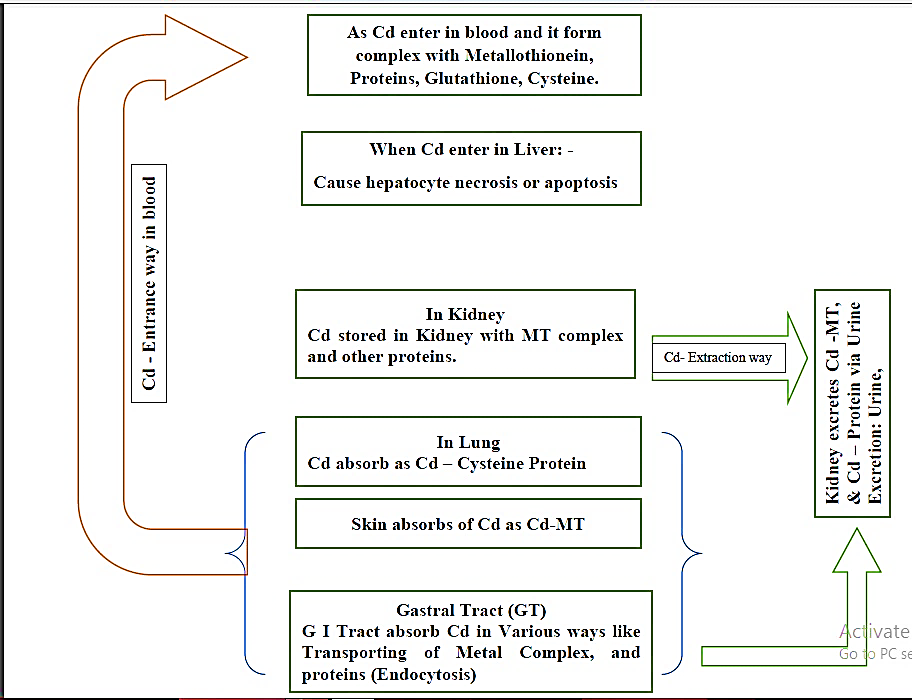 As Cd enter in blood and it form
complex with Metallothionein,
Proteins, Glutathione, Cysteine.
When Cd enter in Liver: -
Cause hepatocyte necrosis or apoptosis
Cd - Entrance way in blood
In Kidney
Cd stored in Kidney with MT complex
and other proteins.
Cd- Extraction way
Kidney excretes Cd -MT,
& Cd – Protein via Urine
Excretion: Urine,
In Lung
Cd absorb as Cd – Cysteine Protein
Skin absorbs of Cd as Cd-MT
Gastral Tract (GT)
G I Tract absorb Cd in Various ways like
Transporting of Metal Complex, and
proteins (Endocytosis)
Activate
Go to PC se